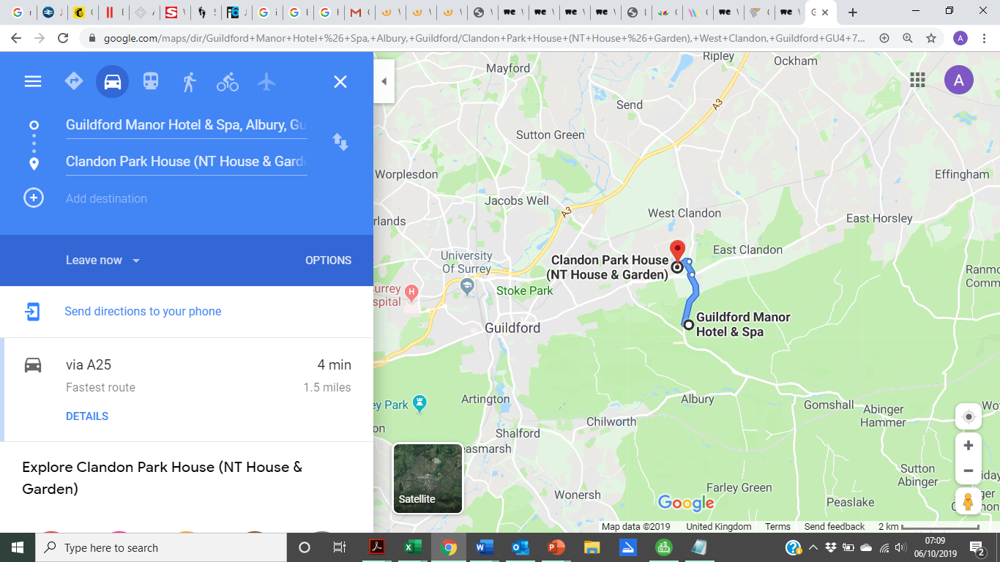 google.com/maps/dir/Guildford+Manor+Hotel+%26+Spa,+Albury,+Guildford/Clandon+Park+House+(NT+House+%26+Garden),+West+Clandon,+Guildford+GU4+7...
A
Guildford Manor Hotel & Spa, Albury, Gu
Clandon Park House (NT House & Garde
Add destination
Leave now
OPTIONS
Send directions to your phone
via A25
4 min
Fastest route
1.5 miles
DETAILS
Explore Clandon Park House (NT House &
Garden)
Mayford
Ripley
Ockham
A
Send
A3
Sutton Green
Worplesdon
Effingham
Jacobs Well
A3
West Clandon
East Horsley
rlands
University
Of Surrey
Clandon Park House
(NT House & Garden)
East Clandon
Ranmo
Comm
urrey
spital
H
Stoke Park
Guildford
Guildford Manor
Hotel & Spa
ey Park
Artington
Albury
Gomshall
Abinger
Hammer
Wo
on
Chilworth
Shalford
easmarsh
Satellite
Wonersh
Farley Green
Sutton
Abinger
Peaslake
Google
Map data ©2019
United Kingdom
Terms
Send feedback
2 km
Type here to search
07:09
06/10/2019
2